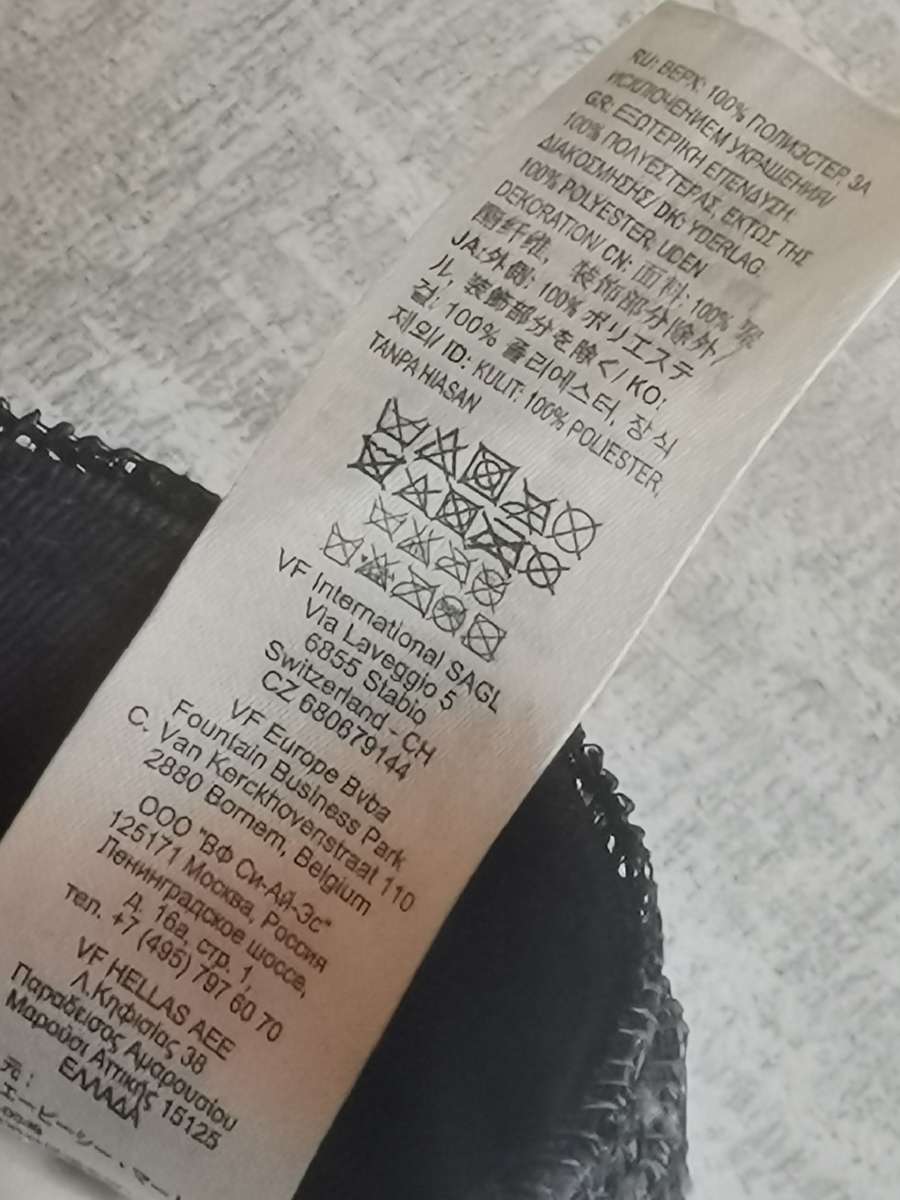 RU: ВЕРХ: 100% ПОЛИЭСТЕР, ЗА
ИСКЛЮЧЕНИЕМ УКРАШЕНИЯ/
GR: ΕΞΩΤΕΡΙΚΗ ΕΠΕΝΔΥΣΗ:
100% ΠΟΛΥΕΣΤΕΡΑΣ, ΕΚΤΟΣ ΤΗΣ
ΔΙΑΚΟΣΜΗΣΗΣ/ DK: YDERLAG:
100% POLYESTER, UDEN
DEKORATION/ CN: 面料: 100% 聚
酯纤维, 装饰部分除外/
JA:外側: 100% ポリエステ
ル, 装飾部分を除く/ KO:
겉: 100% 폴리에스터, 장식
제외/ ID: KULIT: 100% POLIESTER,
TANPA HIASAN
VF International SAGL
Via Laveggio 5
6855 Stabio
Switzerland - CH
CZ 680679144
VF Europe Bvba
Fountain Business Park
C. Van Kerckhovenstraat 110
2880 Bornem, Belgium
ООО "ВФ Си-Ай-Эс"
125171 Москва, Россия
Ленинградское шоссе,
д. 16а, стр. 1,
тел. +7 (495) 797 60 70
VF HELLAS AEE
Λ.Κηφισίας 38
Παράδεισος Αμαρουσίου
Μαρούσι Αττικής 15125
ΕΛΛΑΔΑ
元: